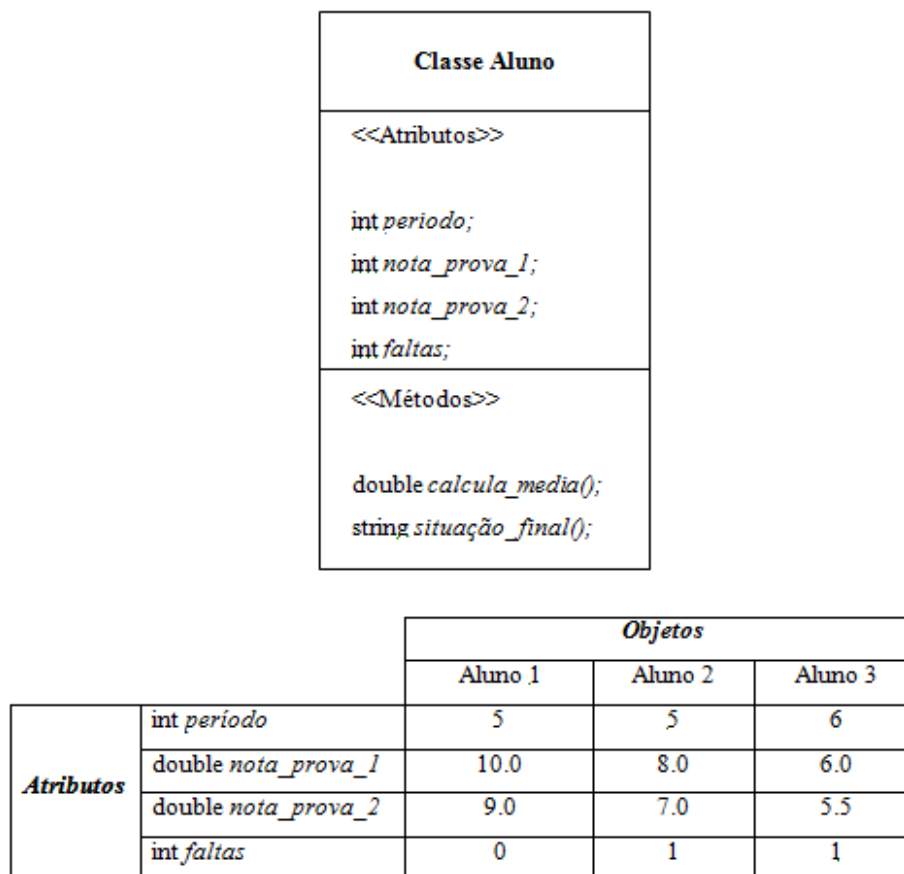 Classe Aluno
<<Atributos>>
int periodo;
int nota_prova_1;
int nota_prova_2;
int faltas;
<<Métodos>>
double calcula_media();
string situação_final();
Objetos
Aluno 1 Aluno 2 Aluno 3
Atributos
int período 5 5 6
double nota_prova_1 10.0 8.0 6.0
double nota_prova_2 9.0 7.0 5.5
int faltas 0 1 1